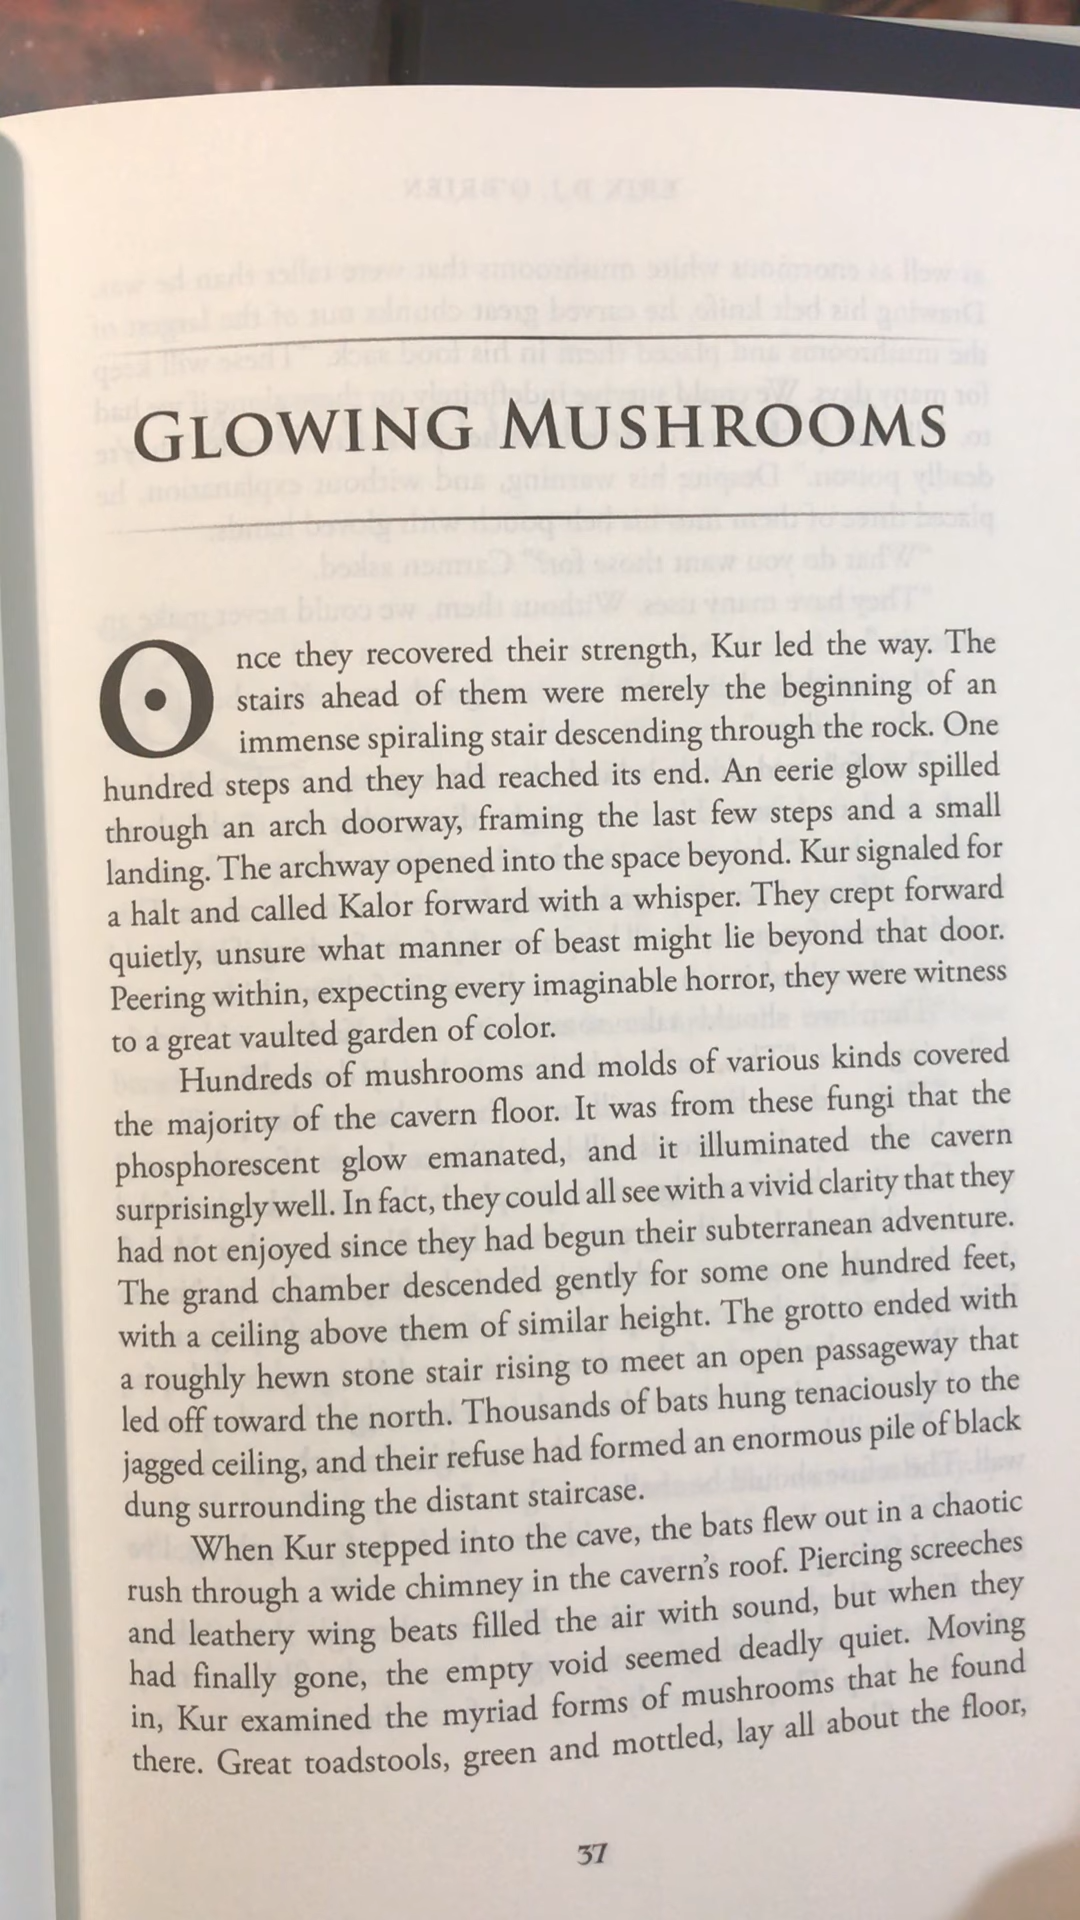 GLOWING MUSHROOMS
Once they recovered their strength, Kur led the way. The
stairs ahead of them were merely the beginning of an
immense spiraling stair descending through the rock. One
hundred steps and they had reached its end. An eerie glow spilled
through an arch doorway, framing the last few steps and a small
landing. The archway opened into the space beyond. Kur signaled for
a halt and called Kalor forward with a whisper. They crept forward
quietly, unsure what manner of beast might lie beyond that door.
Peering within, expecting every imaginable horror, they were witness
to a great vaulted garden of color.
Hundreds of mushrooms and molds of various kinds covered
the majority of the cavern floor. It was from these fungi that the
phosphorescent glow emanated, and it illuminated the cavern
surprisingly well. In fact, they could all see with a vivid clarity that they
had not enjoyed since they had begun their subterranean adventure.
The grand chamber descended gently for some one hundred feet,
with a ceiling above them of similar height. The grotto ended with
a roughly hewn stone stair rising to meet an open passageway that
led off toward the north. Thousands of bats hung tenaciously to the
jagged ceiling, and their refuse had formed an enormous pile of black
dung surrounding the distant staircase.
When Kur stepped into the cave, the bats flew out in a chaotic
rush through a wide chimney in the cavern's roof. Piercing screeches
and leathery wing beats filled the air with sound, but when they
had finally gone, the empty void seemed deadly quiet. Moving
in, Kur examined the myriad forms of mushrooms that he found
there. Great toadstools, green and mottled, lay all about the floor,
37